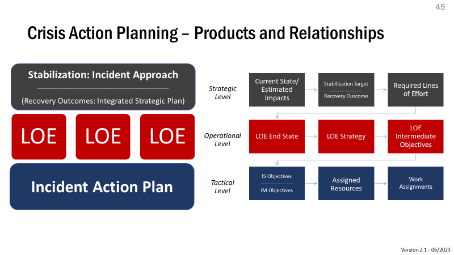 45
Crisis Action Planning – Products and Relationships
Stabilization: Incident Approach
(Recovery Outcomes: Integrated Strategic Plan)
LOE
LOE
LOE
Incident Action Plan
Strategic
Level
Current State/
Estimated
Impacts
Stabilization Target
Recovery Outcome
Required Lines
of Effort
Operational
Level
LOE End State
LOE Strategy
LOE
Intermediate
Objectives
Tactical
Level
IS Objectives
IM Objectives
Assigned
Resources
Work
Assignments
Version 2.1 - 06/2023